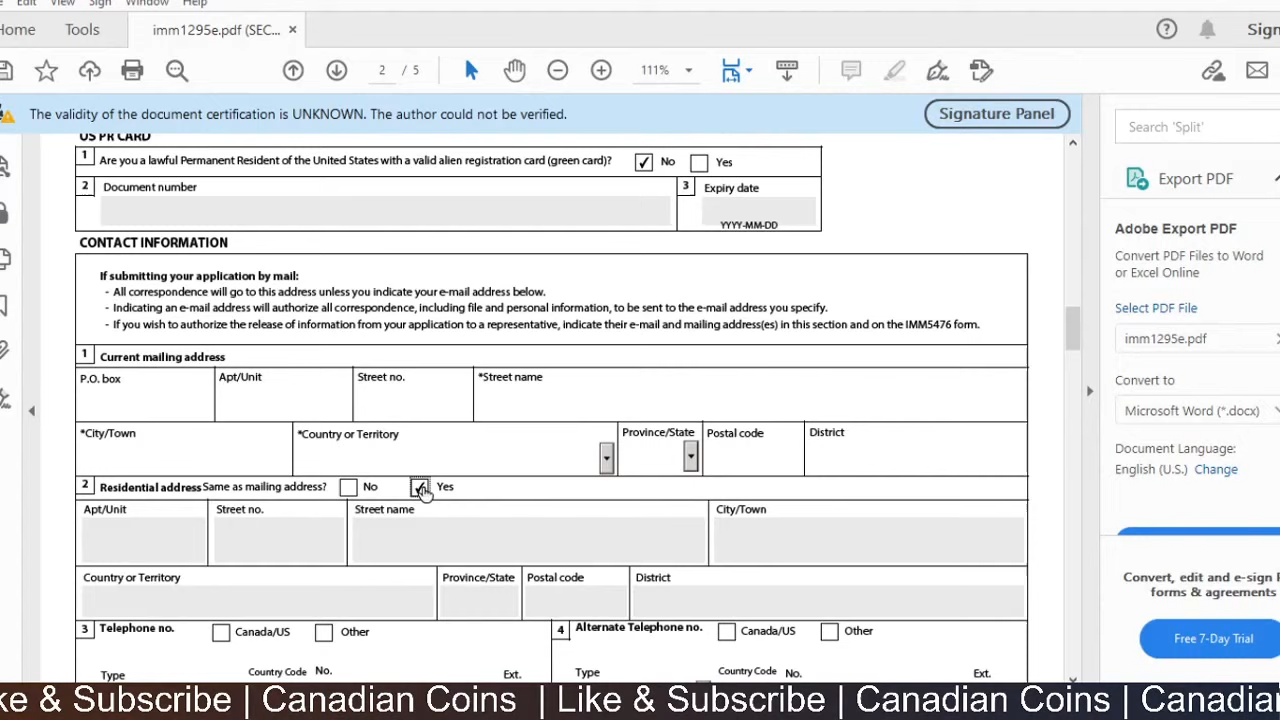 Edit View Sign Window Help
Home Tools imm1295e.pdf (SEC... × Sign
2 / 5 111%
The validity of the document certification is UNKNOWN. The author could not be verified. Signature Panel
Search 'Split'
Export PDF
Adobe Export PDF
Convert PDF Files to Word
or Excel Online
Select PDF File
imm1295e.pdf
Convert to
Microsoft Word (*.docx)
Document Language:
English (U.S.) Change
Convert, edit and e-sign
forms & agreements
Free 7-Day Trial
US PR CARD
1 Are you a lawful Permanent Resident of the United States with a valid alien registration card (green card)? No Yes
2 Document number 3 Expiry date
YYYY-MM-DD
CONTACT INFORMATION
If submitting your application by mail:
- All correspondence will go to this address unless you indicate your e-mail address below.
- Indicating an e-mail address will authorize all correspondence, including file and personal information, to be sent to the e-mail address you specify.
- If you wish to authorize the release of information from your application to a representative, indicate their e-mail and mailing address(es) in this section and on the IMM5476 form.
1 Current mailing address
P.O. box Apt/Unit Street no. *Street name
*City/Town *Country or Territory Province/State Postal code District
2 Residential address Same as mailing address? No Yes
Apt/Unit Street no. Street name City/Town
Country or Territory Province/State Postal code District
3 Telephone no. Canada/US Other 4 Alternate Telephone no. Canada/US Other
Type Country Code No. Ext. Type Country Code No. Ext.
ke & Subscribe | Canadian Coins | Like & Subscribe | Canadian Coins | Canadia